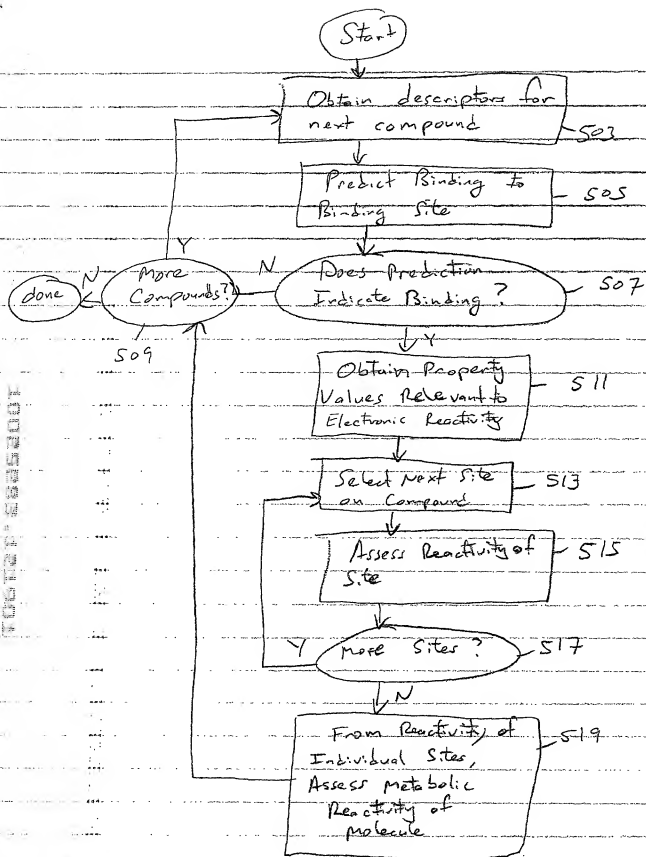 Start
Obtain descriptors for
next compound
503
Predict Binding to
Binding Site
505
Does Prediction
Indicate Binding?
507
N
Y
More
Compounds?
509
Y
N
done
Obtain Property
Values Relevant to
Electronic Reactivity
511
Select Next Site
on Compound
513
Assess Reactivity of
Site
515
More Sites?
517
Y
N
From Reactivity of
Individual Sites,
Assess Metabolic
Reactivity of
Molecule
519